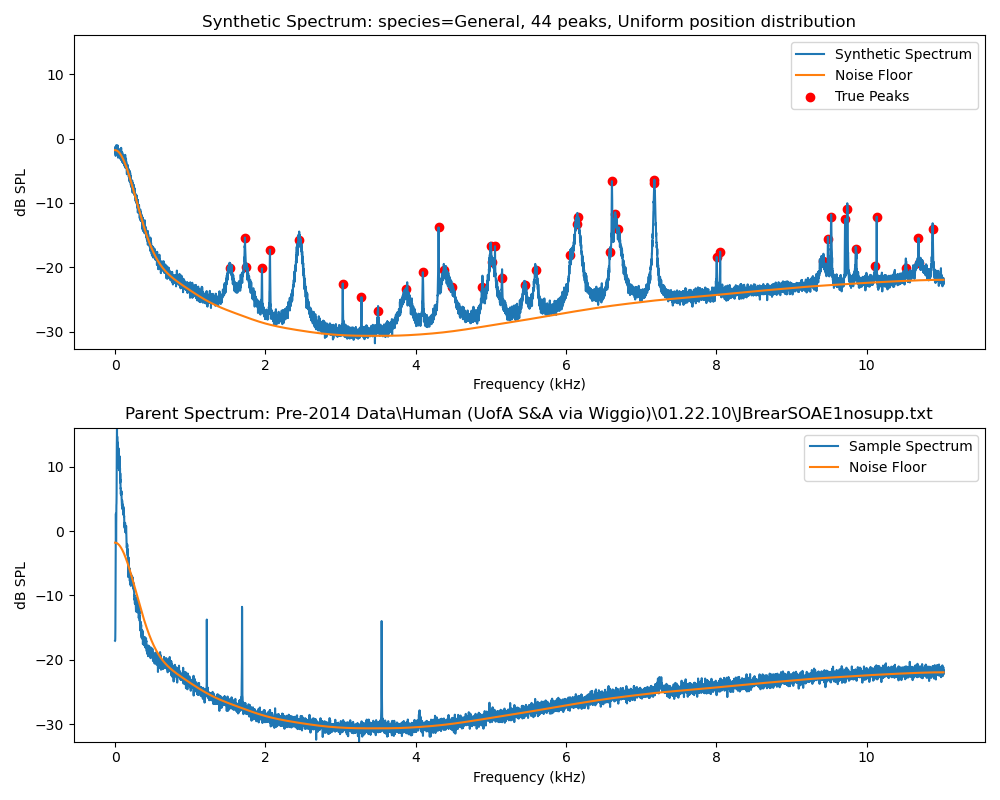 Synthetic Spectrum: species=General, 44 peaks, Uniform position distribution
Synthetic Spectrum
Noise Floor
True Peaks
dB SPL
10
0
−10
−20
−30
0 2 4 6 8 10
Frequency (kHz)
Parent Spectrum: Pre-2014 Data\Human (UofA S&A via Wiggio)\01.22.10\JBrearSOAE1nosupp.txt
Sample Spectrum
Noise Floor
dB SPL
10
0
−10
−20
−30
0 2 4 6 8 10
Frequency (kHz)